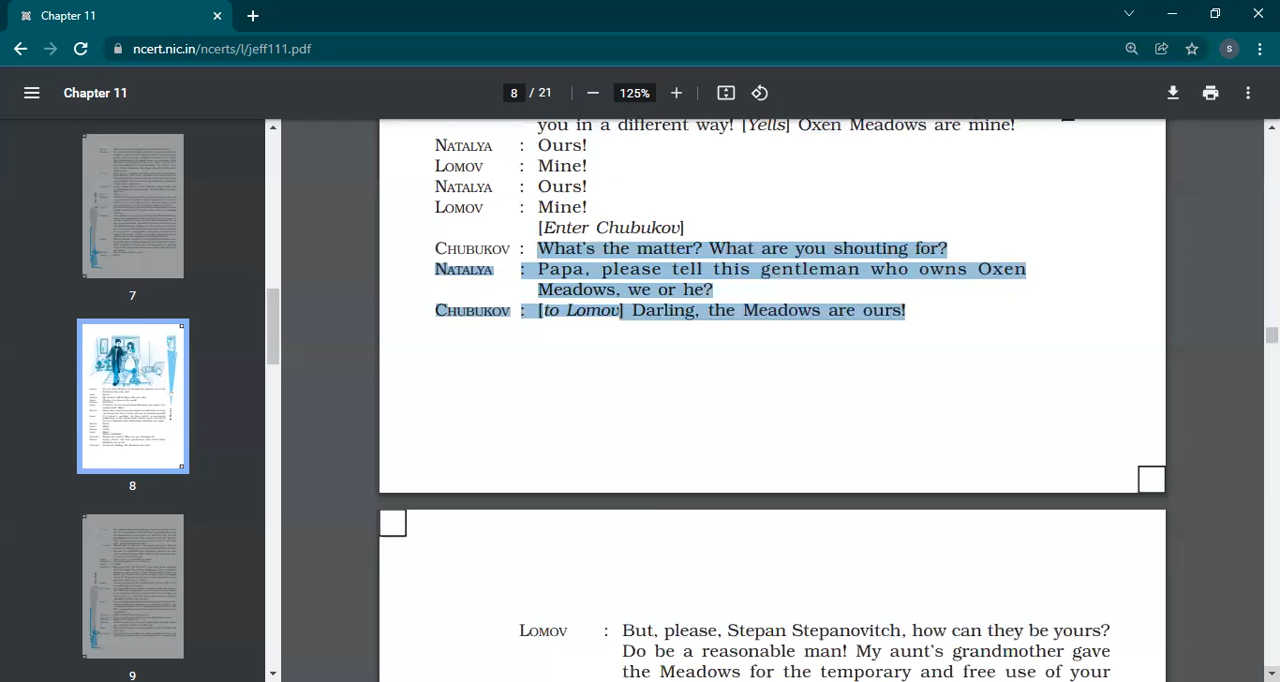 Chapter 11
ncert.nic.in/ncerts/l/jeff111.pdf
S
Chapter 11
8 / 21
125%
7
8
9
you in a different way! [Yells] Oxen Meadows are mine!
NATALYA : Ours!
LOMOV : Mine!
NATALYA : Ours!
LOMOV : Mine!
[Enter Chubukov]
CHUBUKOV : What's the matter? What are you shouting for?
NATALYA : Papa, please tell this gentleman who owns Oxen
Meadows, we or he?
CHUBUKOV : [to Lomov] Darling, the Meadows are ours!
LOMOV : But, please, Stepan Stepanovitch, how can they be yours?
Do be a reasonable man! My aunt's grandmother gave
the Meadows for the temporary and free use of your